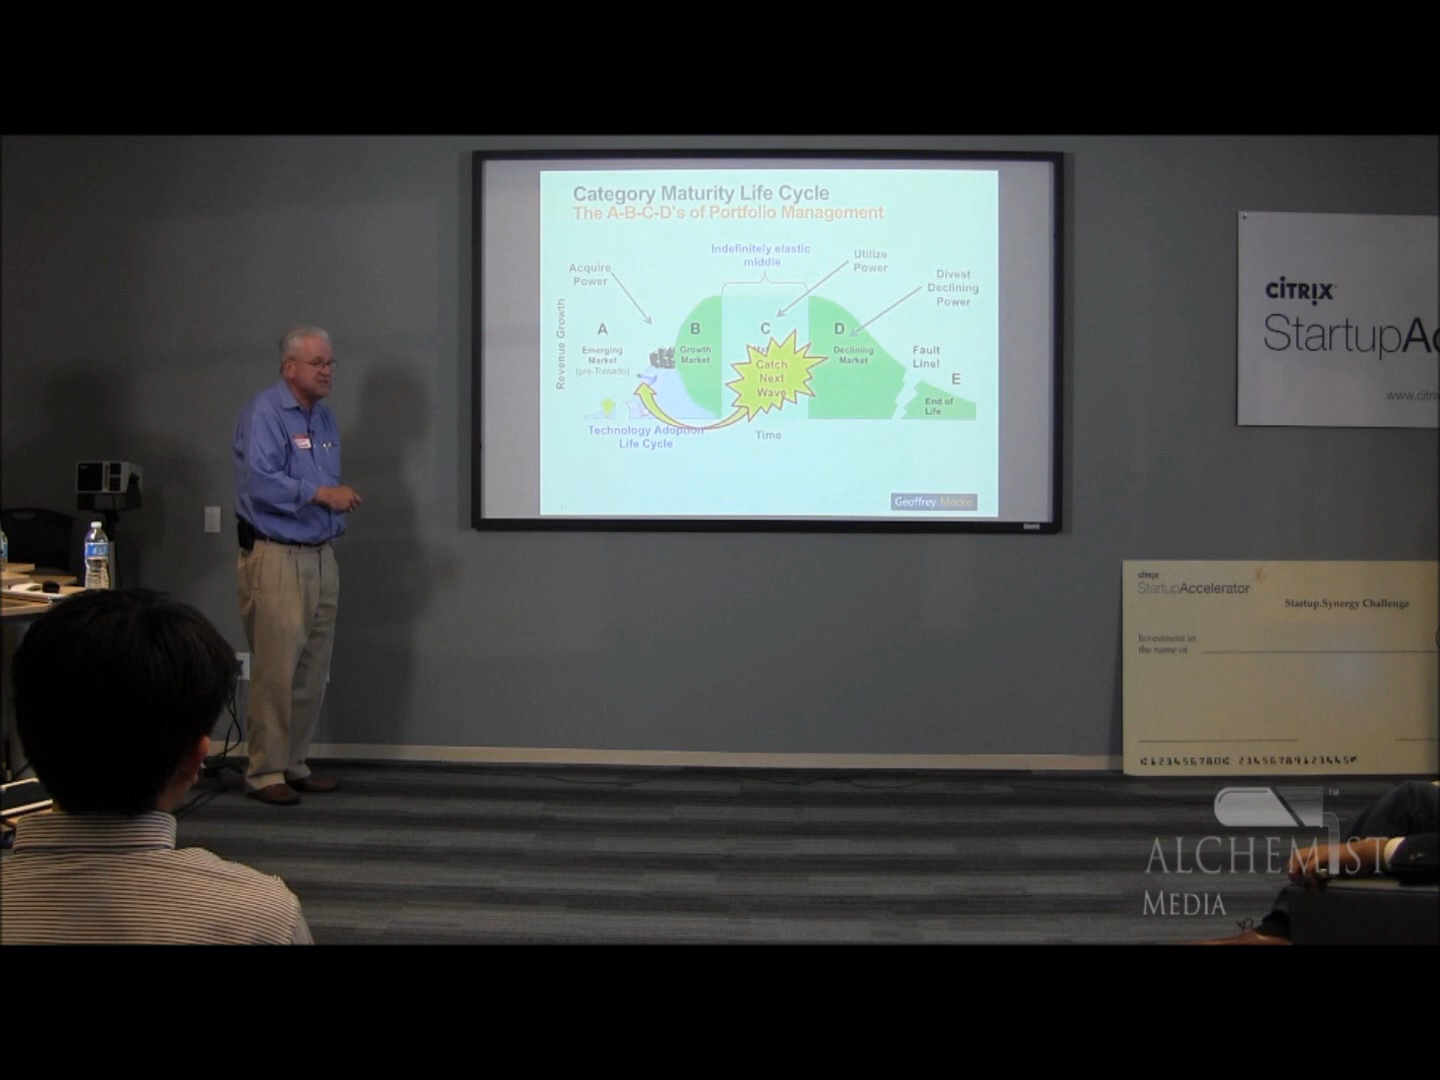 Category Maturity Life Cycle
The A-B-C-D's of Portfolio Management
Indefinitely elastic
middle
Utilize
Power
Acquire
Power
Divest
Declining
Power
Revenue Growth
A
B
C
D
Emerging
Market
(pre-Tornado)
Growth
Market
Catch
Next
Wave
Declining
Market
Fault
Line!
E
End of
Life
Technology Adoption
Life Cycle
Time
Geoffrey Moore
CITRIX
StartupAc
www.citrix
citrix
StartupAccelerator
Startup.Synergy Challenge
Investment in
the name of
ALCHEMIST
MEDIA
TM